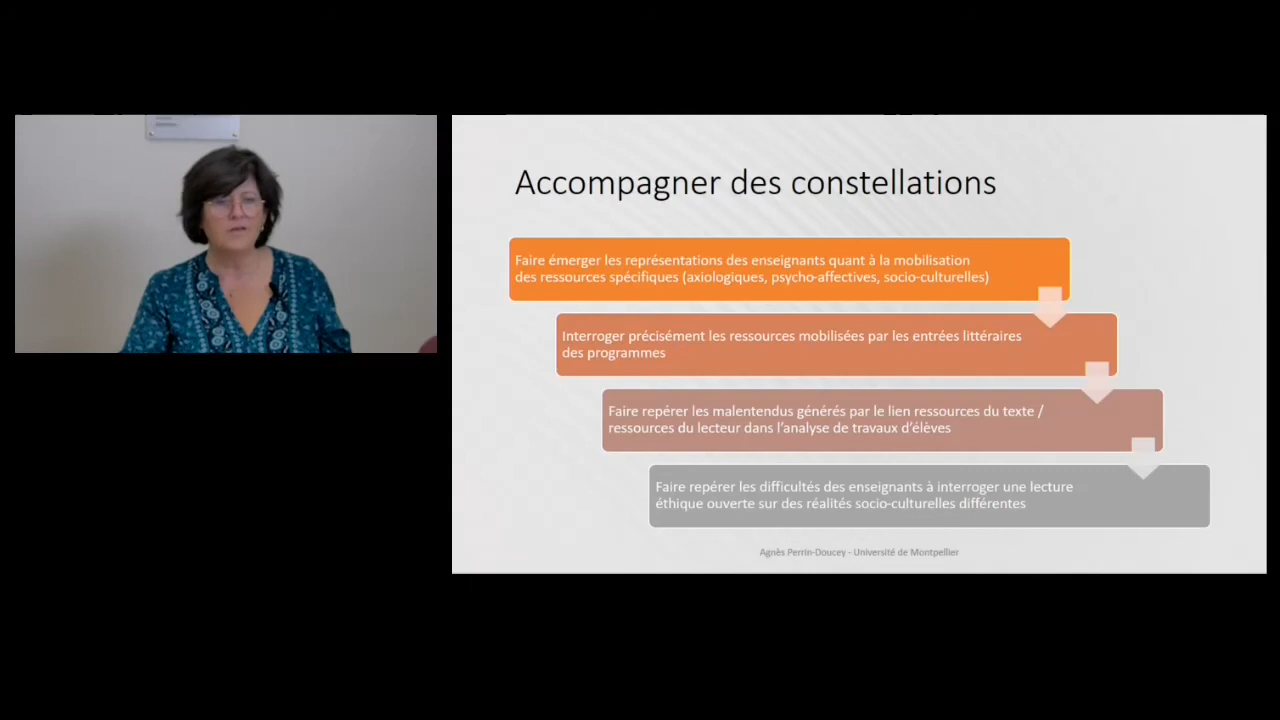 Accompagner des constellations
Faire émerger les représentations des enseignants quant à la mobilisation
des ressources spécifiques (axiologiques, psycho-affectives, socio-culturelles)
Interroger précisément les ressources mobilisées par les entrées littéraires
des programmes
Faire repérer les malentendus générés par le lien ressources du texte /
ressources du lecteur dans l'analyse de travaux d'élèves
Faire repérer les difficultés des enseignants à interroger une lecture
éthique ouverte sur des réalités socio-culturelles différentes
Agnès Perrin-Doucey - Université de Montpellier